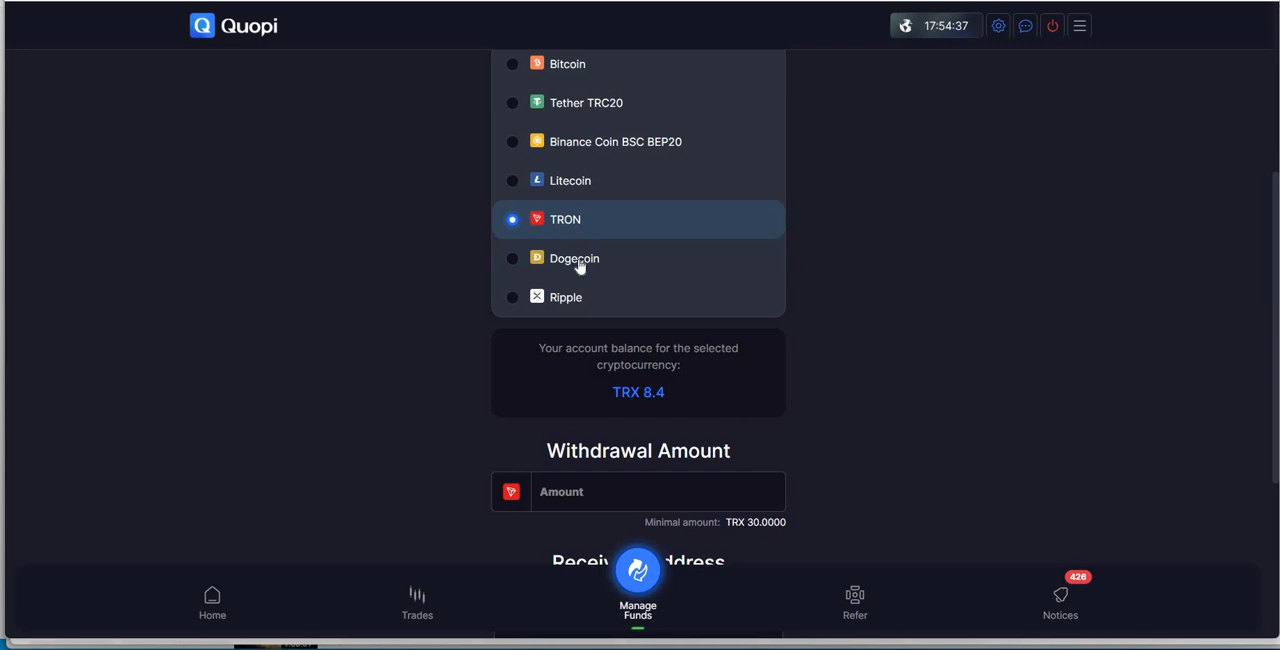 Quopi
17:54:37
Bitcoin
Tether TRC20
Binance Coin BSC BEP20
Litecoin
TRON
Dogecoin
Ripple
Your account balance for the selected
cryptocurrency:
TRX 8.4
Withdrawal Amount
Amount
Minimal amount: TRX 30.0000
Home
Trades
Manage
Funds
Refer
426
Notices